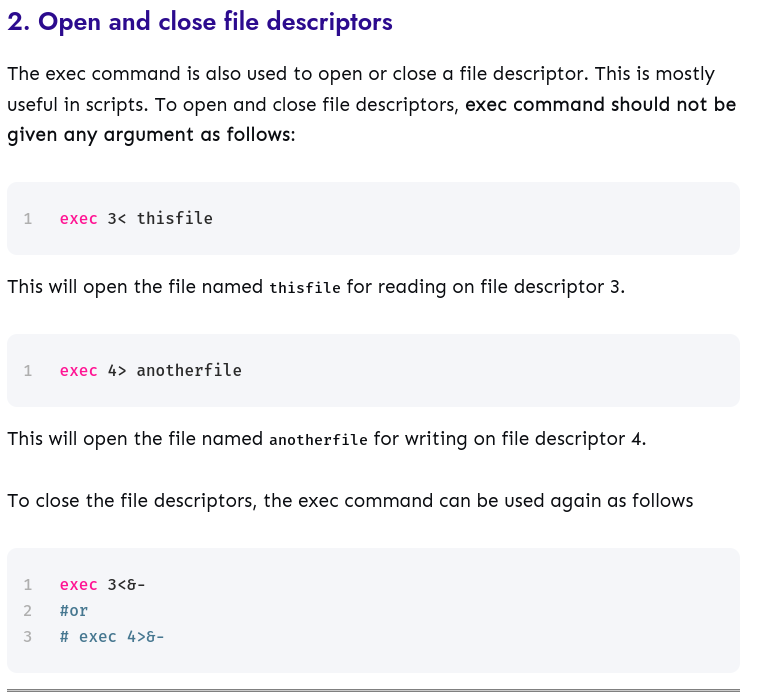 2. Open and close file descriptors
The exec command is also used to open or close a file descriptor. This is mostly
useful in scripts. To open and close file descriptors, exec command should not be
given any argument as follows:
1 exec 3< thisfile
This will open the file named thisfile for reading on file descriptor 3.
1 exec 4> anotherfile
This will open the file named anotherfile for writing on file descriptor 4.
To close the file descriptors, the exec command can be used again as follows
1 exec 3<&-
2 #or
3 # exec 4>&-